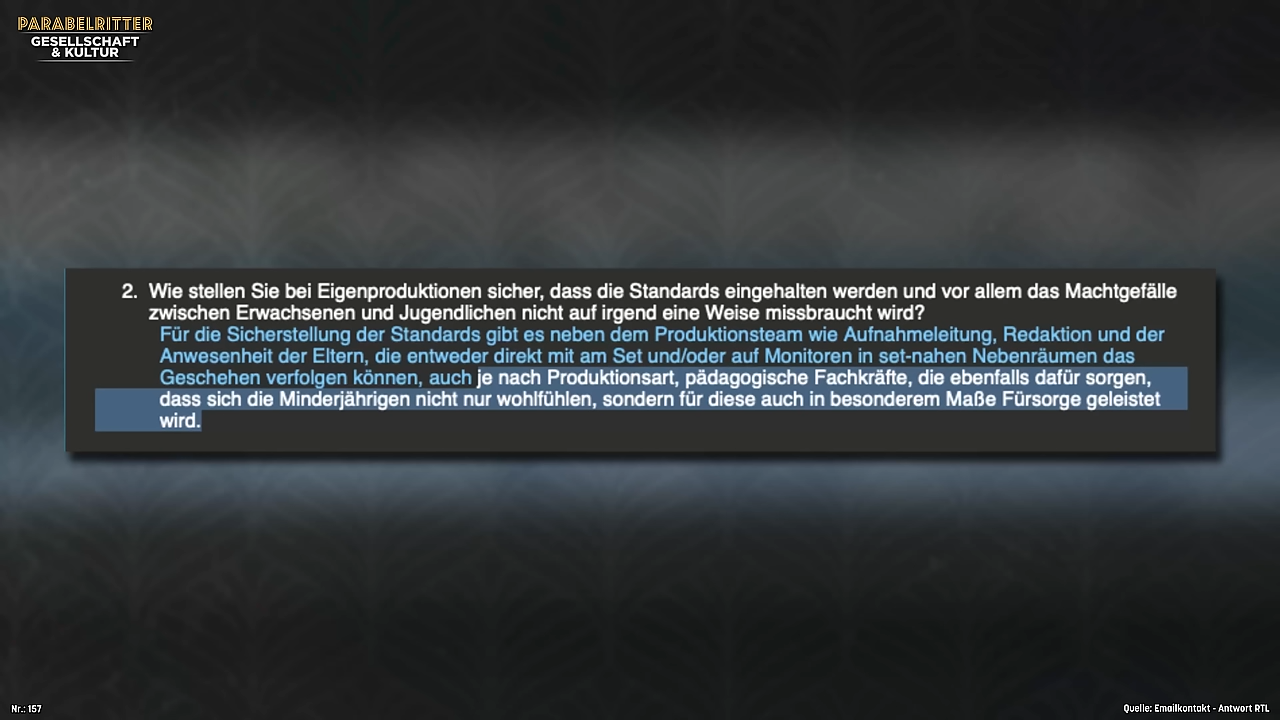 PARABELRITTER
GESELLSCHAFT
& KULTUR
2. Wie stellen Sie bei Eigenproduktionen sicher, dass die Standards eingehalten werden und vor allem das Machtgefälle
zwischen Erwachsenen und Jugendlichen nicht auf irgend eine Weise missbraucht wird?
Für die Sicherstellung der Standards gibt es neben dem Produktionsteam wie Aufnahmeleitung, Redaktion und der
Anwesenheit der Eltern, die entweder direkt mit am Set und/oder auf Monitoren in set-nahen Nebenräumen das
Geschehen verfolgen können, auch je nach Produktionsart, pädagogische Fachkräfte, die ebenfalls dafür sorgen,
dass sich die Minderjährigen nicht nur wohlfühlen, sondern für diese auch in besonderem Maße Fürsorge geleistet
wird.
Nr.: 157
Quelle: Emailkontakt - Antwort RTL